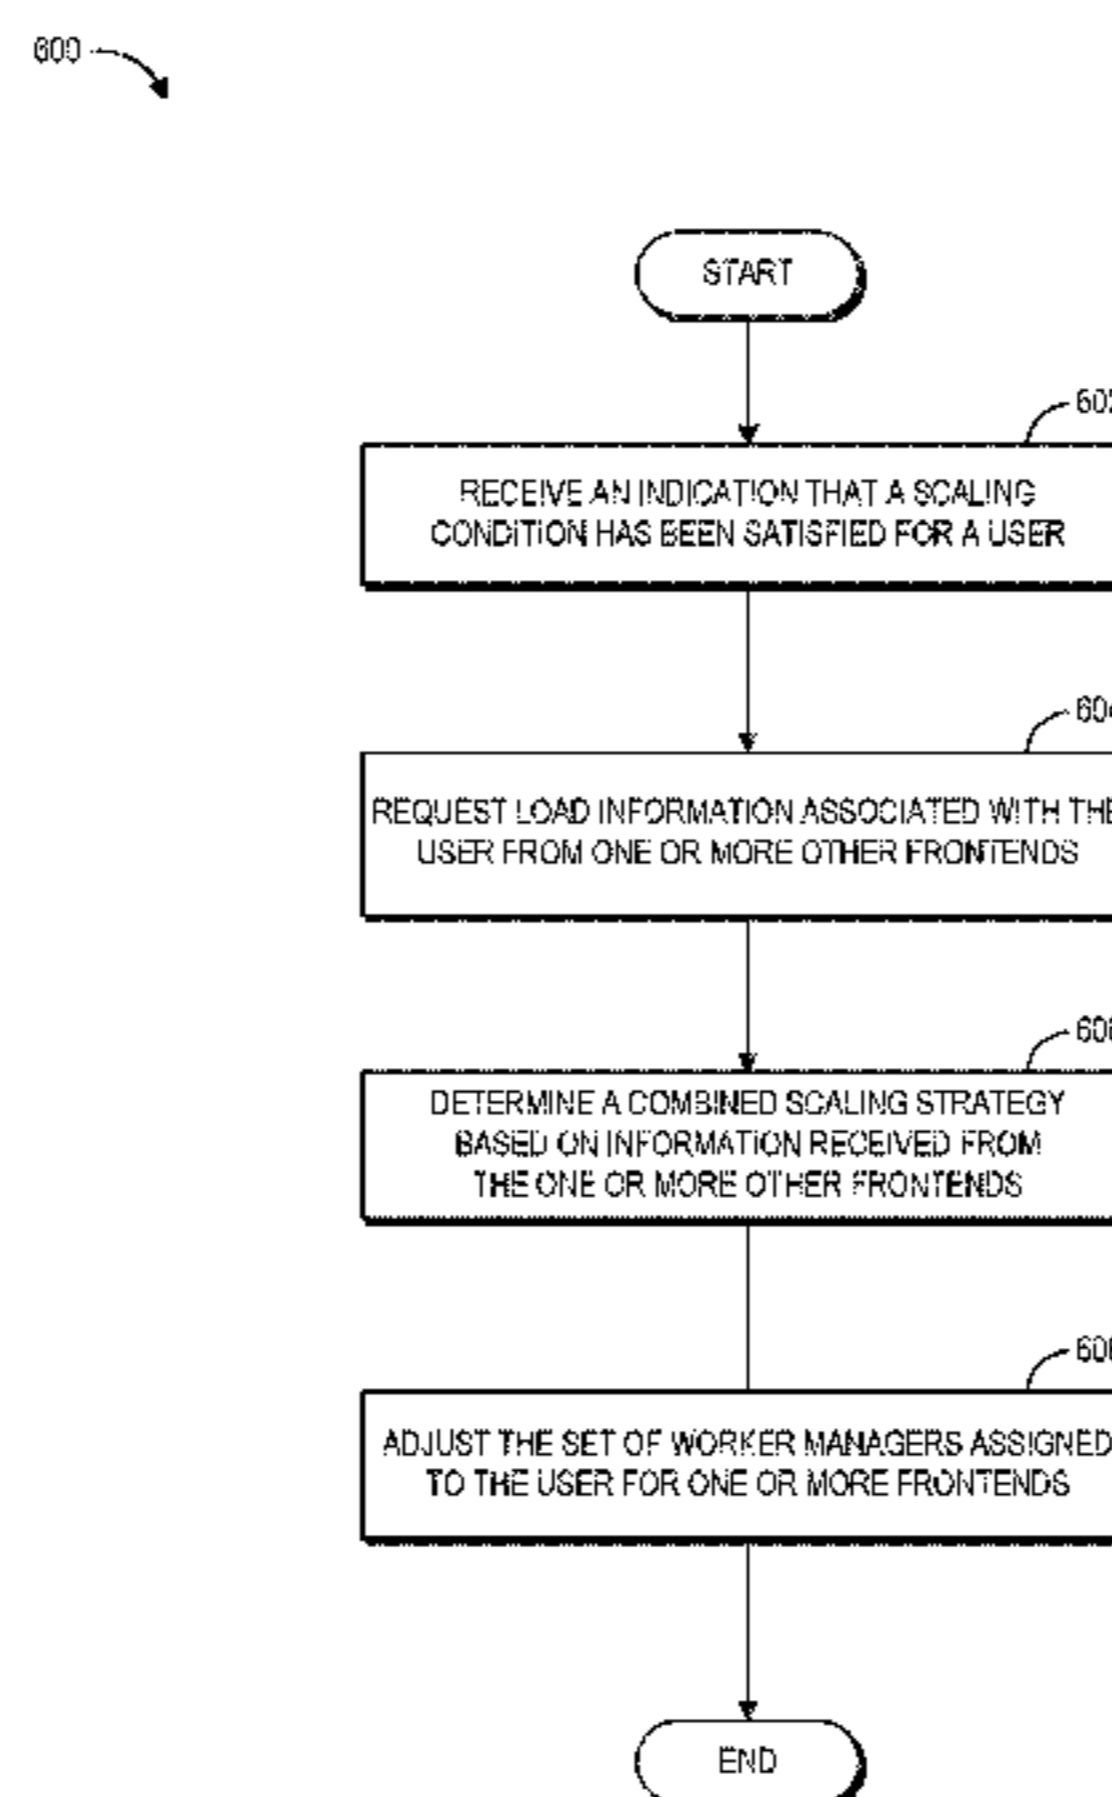 600
START
RECEIVE AN INDICATION THAT A SCALING
CONDITION HAS BEEN SATISFIED FOR A USER
REQUEST LOAD INFORMATION ASSOCIATED WITH THE
USER FROM ONE OR MORE OTHER FRONTENDS
DETERMINE A COMBINED SCALING STRATEGY
BASED ON INFORMATION RECEIVED FROM
THE ONE OR MORE OTHER FRONTENDS
ADJUST THE SET OF WORKER MANAGERS ASSIGNED
TO THE USER FOR ONE OR MORE FRONTENDS
END